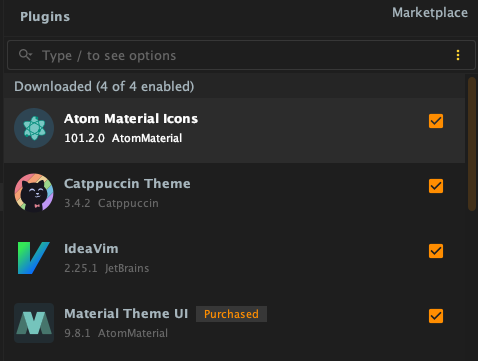 Plugins
Marketplace
Type / to see options
Downloaded (4 of 4 enabled)
Atom Material Icons
101.2.0 AtomMaterial
Catppuccin Theme
3.4.2 Catppuccin
IdeaVim
2.25.1 JetBrains
Material Theme UI Purchased
9.8.1 AtomMaterial